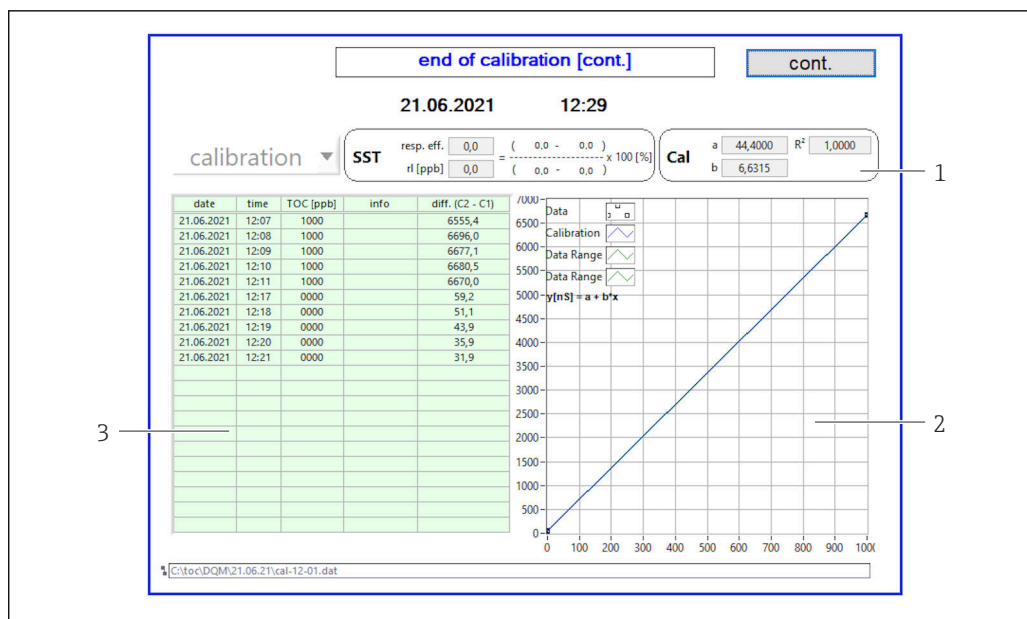 end of calibration [cont.]
cont.
21.06.2021 12:29
calibration
SST
resp. eff. 0,0 = ( 0,0 - 0,0 ) x 100 [%]
rl [ppb] 0,0 ( 0,0 - 0,0 )
Cal
a 44,4000 R² 1,0000
b 6,6315
1
date time TOC [ppb] info diff. (C2 - C1)
21.06.2021 12:07 1000 6555,4
21.06.2021 12:08 1000 6696,0
21.06.2021 12:09 1000 6677,1
21.06.2021 12:10 1000 6680,5
21.06.2021 12:11 1000 6670,0
21.06.2021 12:17 0000 59,2
21.06.2021 12:18 0000 51,1
21.06.2021 12:19 0000 43,9
21.06.2021 12:20 0000 35,9
21.06.2021 12:21 0000 31,9
3
Data
Calibration
Data Range
Data Range
y[nS] = a + b*x
7000
6500
6000
5500
5000
4500
4000
3500
3000
2500
2000
1500
1000
500
0
0 100 200 300 400 500 600 700 800 900 1000
2
C:\toc\DQM\21.06.21\cal-12-01.dat